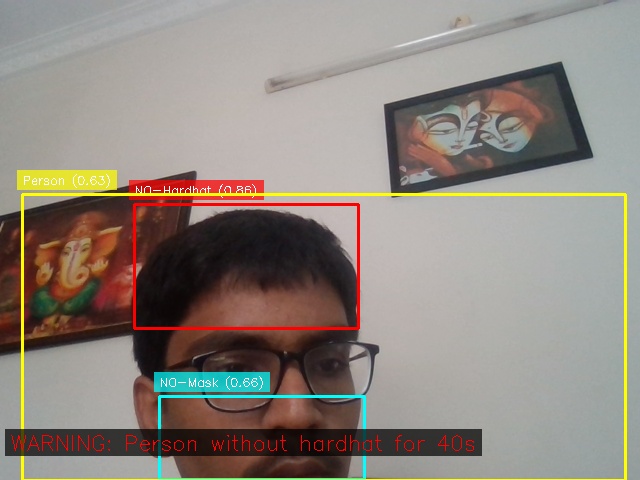 Person (0.63)
NO-Hardhat (0.86)
NO-Mask (0.66)
WARNING: Person without hardhat for 40s